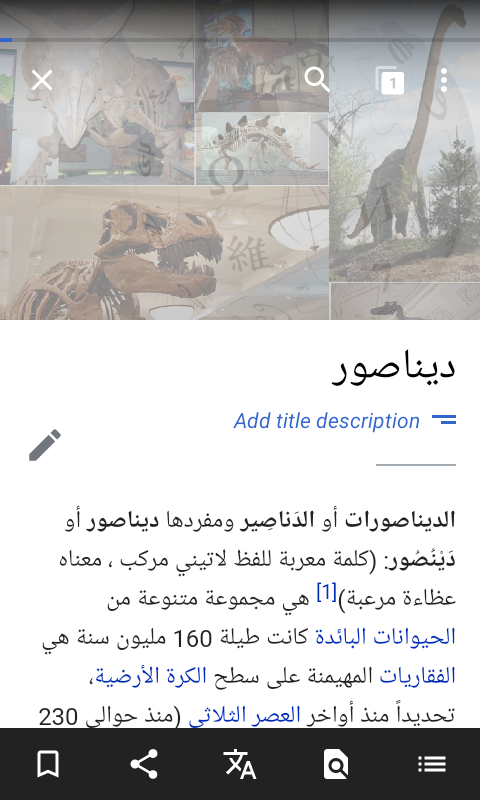 1
Ω
W
維
ديناصور
Add title description
الديناصورات أو الدَناصِير ومفردها ديناصور أو
دَيْنُصُور: (كلمة معربة للفظ لاتيني مركب ، معناه
عظاءة مرعبة)[1] هي مجموعة متنوعة من
الحيوانات البائدة كانت طيلة 160 مليون سنة هي
الفقاريات المهيمنة على سطح الكرة الأرضية،
تحديداً منذ أواخر العصر الثلاثي (منذ حوالي 230